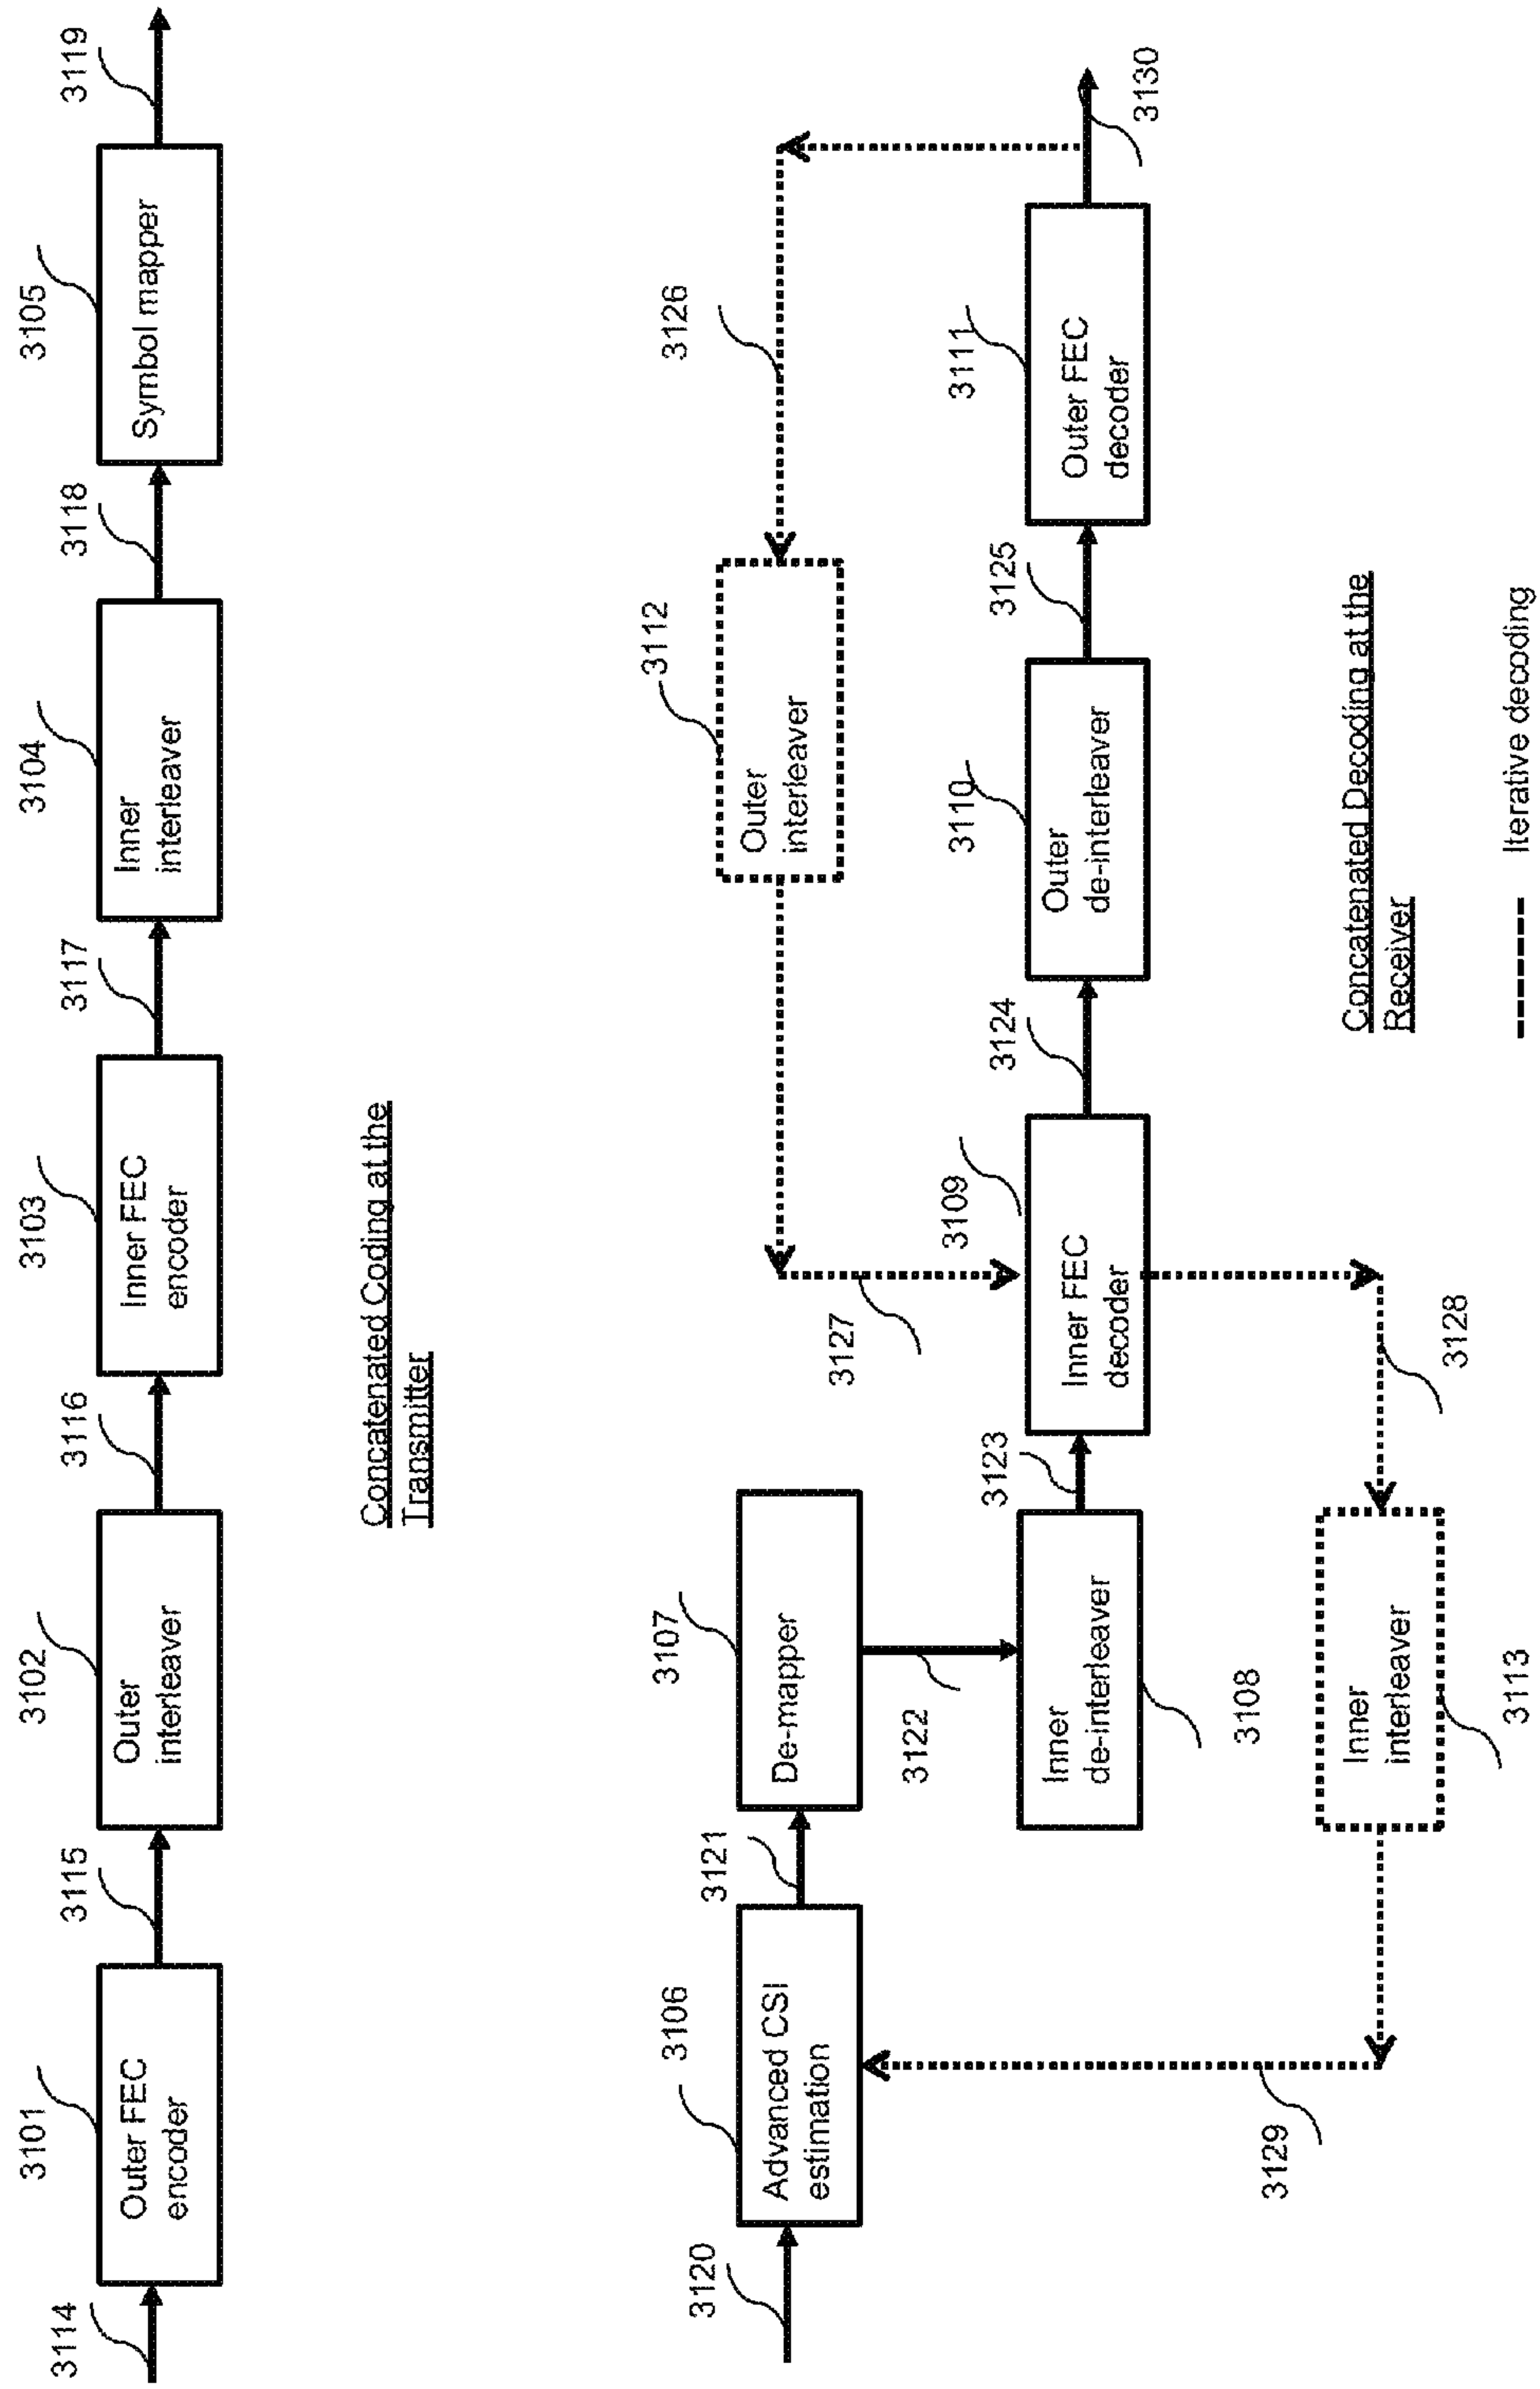 3114
3101
3115
3102
3116
3103
3117
3104
3118
3105
3119
Outer FEC
encoder
Outer
interleaver
Inner FEC
encoder
Inner
interleaver
Symbol mapper
Concatenated Coding at the
Transmitter
3112
3126
Outer
interleaver
3120
3106
3121
3107
3127
Advanced CSI
estimation
De-mapper
3122
3123
3109
3124
3110
3125
3111
3130
Inner
de-interleaver
Inner FEC
decoder
Outer
de-interleaver
Outer FEC
decoder
3108
3129
3128
Inner
interleaver
3113
Concatenated Decoding at the
Receiver
Iterative decoding